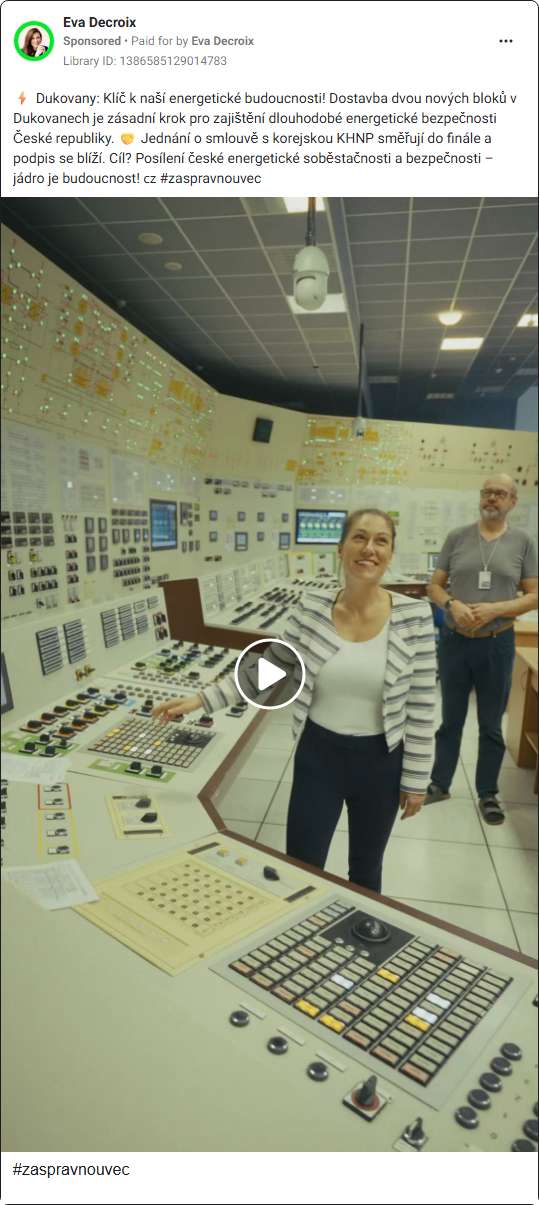 Eva Decroix
Sponsored • Paid for by Eva Decroix
Library ID: 1386585129014783
⚡ Dukovany: Klíč k naší energetické budoucnosti! Dostavba dvou nových bloků v
Dukovanech je zásadní krok pro zajištění dlouhodobé energetické bezpečnosti
České republiky. 🤝 Jednání o smlouvě s korejskou KHNP směřují do finále a
podpis se blíží. Cíl? Posílení české energetické soběstačnosti a bezpečnosti –
jádro je budoucnost! 🇨🇿 #zaspravnouvec
#zaspravnouvec